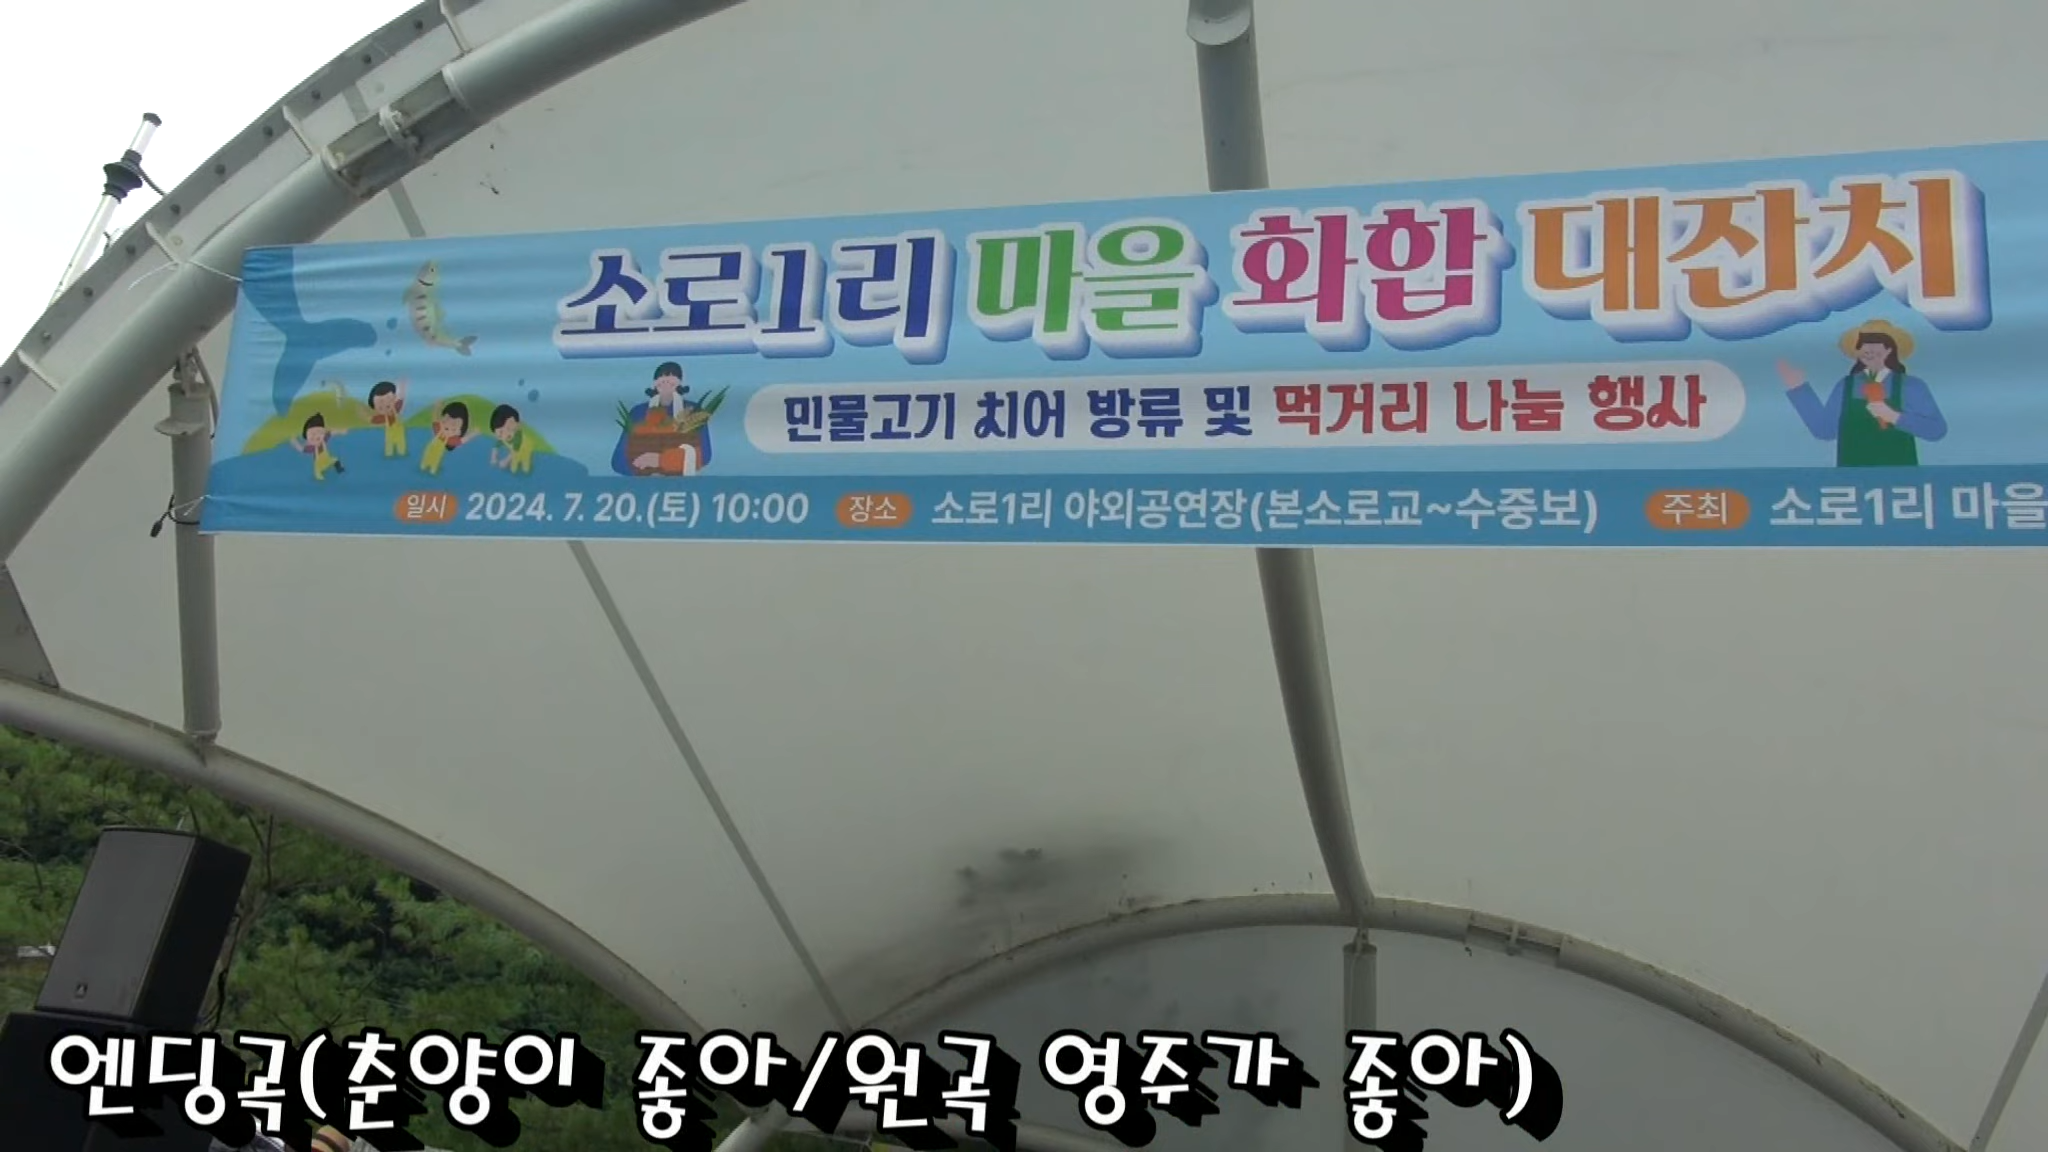 소로1리 마을 화합 대잔치
민물고기 치어 방류 및 먹거리 나눔 행사
일시 2024. 7. 20.(토) 10:00 장소 소로1리 야외공연장(본소로교~수중보) 주최 소로1리 마을
엔딩곡(춘양이 좋아/원곡 영주가 좋아)